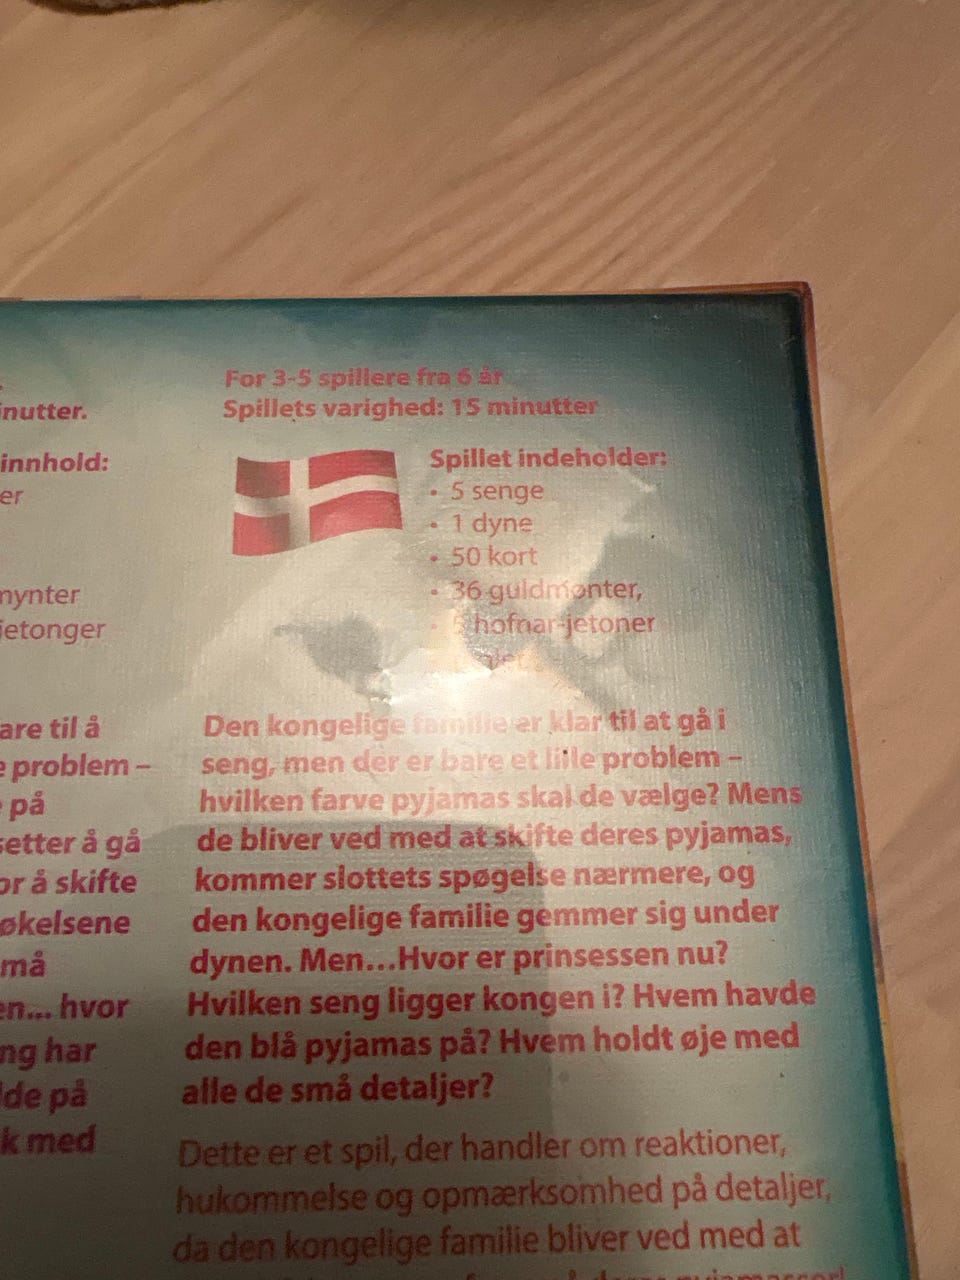 nutter.
innhold:
er
mynter
jetonger
are til å
e problem –
på
setter å gå
or å skifte
økelsene
må
en... hvor
ng har
de på
k med
For 3-5 spillere fra 6 år
Spillets varighed: 15 minutter
Spillet indeholder:
• 5 senge
• 1 dyne
• 50 kort
• 36 guldmønter,
• 5 hofnar-jetoner
Den kongelige familie er klar til at gå i
seng, men der er bare et lille problem –
hvilken farve pyjamas skal de vælge? Mens
de bliver ved med at skifte deres pyjamas,
kommer slottets spøgelse nærmere, og
den kongelige familie gemmer sig under
dynen. Men...Hvor er prinsessen nu?
Hvilken seng ligger kongen i? Hvem havde
den blå pyjamas på? Hvem holdt øje med
alle de små detaljer?
Dette er et spil, der handler om reaktioner,
hukommelse og opmærksomhed på detaljer,
da den kongelige familie bliver ved med at